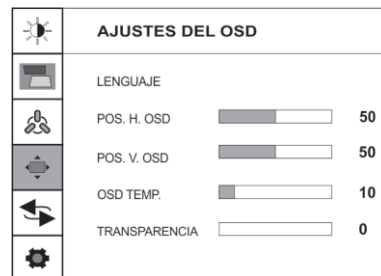 AJUSTES DEL OSD
LENGUAJE
POS. H. OSD 50
POS. V. OSD 50
OSD TEMP. 10
TRANSPARENCIA 0